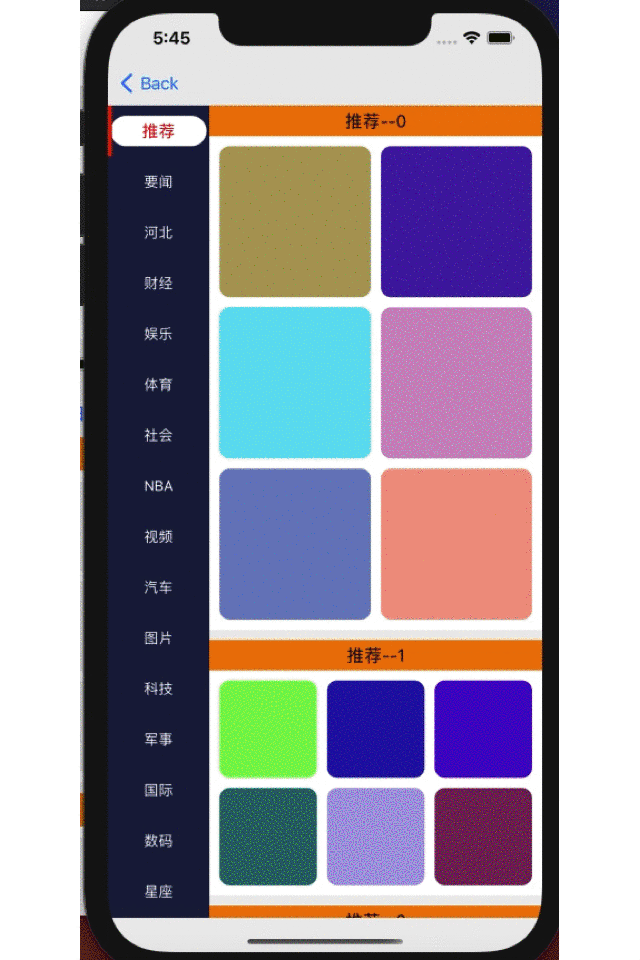 5:45
Back
推荐
要闻
河北
财经
娱乐
体育
社会
NBA
视频
汽车
图片
科技
军事
国际
数码
星座
推荐--0
推荐--1